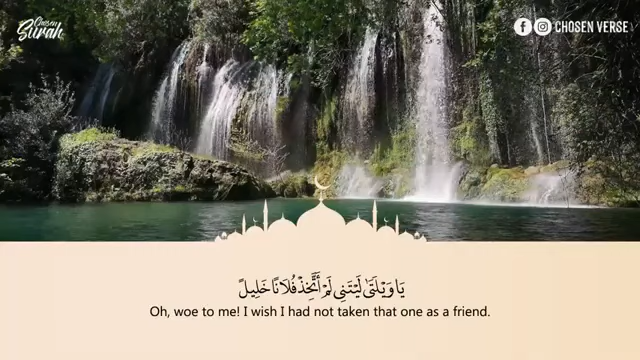 Chosen
Surah
CHOSEN VERSE
يَا وَيْلَتَىٰ لَيْتَنِي لَمْ أَتَّخِذْ فُلَانًا خَلِيلً
Oh, woe to me! I wish I had not taken that one as a friend.